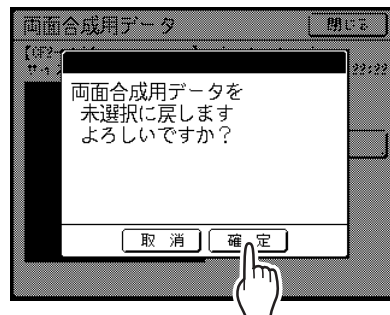 両面合成用データ
閉じる
両面合成用データを
未選択に戻します
よろしいですか？
取 消
確 定